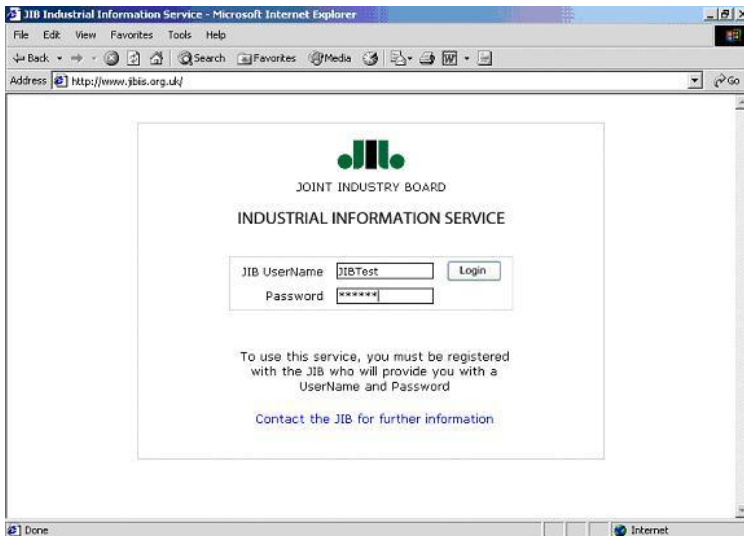 JIB Industrial Information Service - Microsoft Internet Explorer
File Edit View Favorites Tools Help
Back Search Favorites Media
Address http://www.jbis.org.uk/ Go
JIb
JOINT INDUSTRY BOARD
INDUSTRIAL INFORMATION SERVICE
JIB UserName JIBTest Login
Password ******
To use this service, you must be registered
with the JIB who will provide you with a
UserName and Password
Contact the JIB for further information
Done Internet